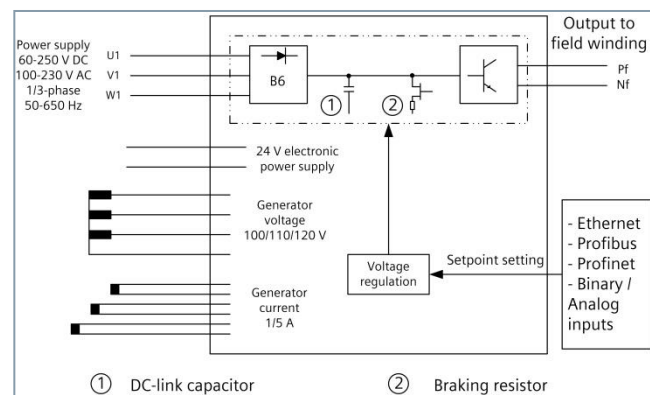 Power supply
60-250 V DC
100-230 V AC
1/3-phase
50-650 Hz
U1
V1
W1
B6
①
②
Output to
field winding
Pf
Nf
24 V electronic
power supply
Generator
voltage
100/110/120 V
Generator
current
1/5 A
Voltage
regulation
Setpoint setting
- Ethernet
- Profibus
- Profinet
- Binary /
Analog
inputs
① DC-link capacitor
② Braking resistor